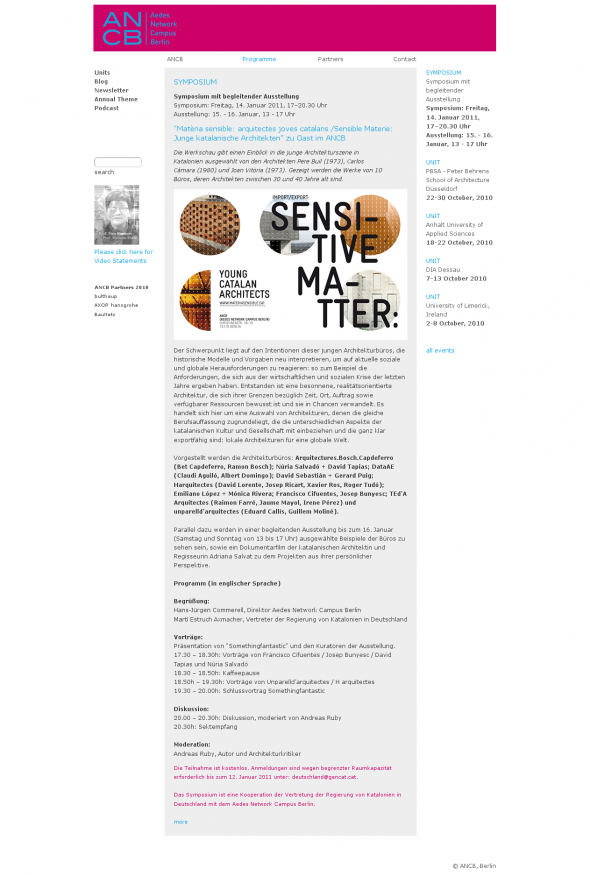 AN CB
Aedes
Network
Campus
Berlin
ANCB
Programme
Partners
Contact
Units
Blog
Newsletter
Annual Theme
Podcast
search
Please clic here for
Video Statements
ANCB Partners 2010
bulthaup
AXOR hansgrohe
Bauhelz
SYMPOSIUM
Symposium mit begleitender Ausstellung
Symposium: Freitag, 14. Januar 2011, 17–20.30 Uhr
Ausstellung: 15. - 16. Januar, 13 - 17 Uhr
"Matèria sensible: arquitectes joves catalans /Sensible Materie:
Junge katalanische Architekten" zu Gast im ANCB
Die Werkschau gibt einen Einblick in die junge Architekturszene in
Katalonien ausgewählt von den Architekten Pere Buil (1973), Carlos
Cámara (1980) und Joan Vitòria (1973). Gezeigt werden die Werke von 10
Büros, deren Architekten zwischen 30 und 40 Jahre alt sind.
IMPORT/EXPORT
SENSI-
TIVE
MA-
TTER:
YOUNG
CATALAN
ARCHITECTS
WWW.MATERIASENSIBLE.CAT
ANCB
(AEDES NETWORK CAMPUS BERLIN)
Der Schwerpunkt liegt auf den Intentionen dieser jungen Architekturbüros, die
historische Modelle und Vorgaben neu interpretieren, um auf aktuelle soziale
und globale Herausforderungen zu reagieren: so zum Beispiel die
Anforderungen, die sich aus der wirtschaftlichen und sozialen Krise der letzten
Jahre ergeben haben. Entstanden ist eine besonnene, realitätsorientierte
Architektur, die sich ihrer Grenzen bezüglich Zeit, Ort, Auftrag sowie
verfügbarer Ressourcen bewusst ist und sie in Chancen verwandelt. Es
handelt sich hier um eine Auswahl von Architekturen, denen die gleiche
Berufsauffassung zugrundeliegt, die die unterschiedlichen Aspekte der
katalanischen Kultur und Gesellschaft mit einbeziehen und die ganz klar
exportfähig sind: lokale Architekturen für eine globale Welt.
Vorgestellt werden die Architekturbüros: Arquitectures.Bosch.Capdeferro
(Bet Capdeferro, Ramon Bosch); Núria Salvadó + David Tapias; DataAE
(Claudi Aguiló, Albert Domingo); David Sebastián + Gerard Puig;
Harquitectes (David Lorente, Josep Ricart, Xavier Ros, Roger Tudó);
Emiliano López + Mónica Rivera; Francisco Cifuentes, Josep Bunyesc; TEd'A
Arquitectes (Raimon Farré, Jaume Mayol, Irene Pérez) und
unparelld'arquitectes (Eduard Callís, Guillem Moliné).
Parallel dazu werden in einer begleitenden Ausstellung bis zum 16. Januar
(Samstag und Sonntag von 13 bis 17 Uhr) ausgewählte Beispiele der Büros zu
sehen sein, sowie ein Dokumentarfilm der katalanischen Architektin und
Regisseurin Adriana Salvat zu dem Projekten aus ihrer persönlicher
Perspektive.
Programm (in englischer Sprache)
Begrüßung:
Hans-Jürgen Commerell, Direktor Aedes Network Campus Berlin
Martí Estruch Axmacher, Vertreter der Regierung von Katalonien in Deutschland
Vorträge:
Präsentation von "Somethingfantastic" und den Kuratoren der Ausstellung.
17.30 – 18.30h: Vorträge von Francisco Cifuentes / Josep Bunyesc / David
Tapias und Núria Salvadó
18.30 – 18.50h: Kaffeepause
18.50h – 19.30h: Vorträge von Unparelld'arquitectes / H arquitectes
19.30 – 20.00h: Schlussvortrag Somethingfantastic
Diskussion:
20.00 – 20.30h: Diskussion, moderiert von Andreas Ruby
20.30h: Sektempfang
Moderation:
Andreas Ruby, Autor und Architekturkritiker
Die Teilnahme ist kostenlos. Anmeldungen sind wegen begrenzter Raumkapazität
erforderlich bis zum 12. Januar 2011 unter: deutschland@gencat.cat.
Das Symposium ist eine Kooperation der Vertretung der Regierung von Katalonien in
Deutschland mit dem Aedes Network Campus Berlin.
more
SYMPOSIUM
Symposium mit
begleitender
Ausstellung
Symposium: Freitag,
14. Januar 2011,
17–20.30 Uhr
Ausstellung: 15. - 16.
Januar, 13 - 17 Uhr
UNIT
PBSA - Peter Behrens
School of Architecture
Düsseldorf
22-30 October, 2010
UNIT
Anhalt University of
Applied Sciences
18-22 October, 2010
UNIT
DIA Dessau
7-13 October 2010
UNIT
University of Limerici.,
Ireland
2-8 October, 2010
all events
© ANCB, Berlin